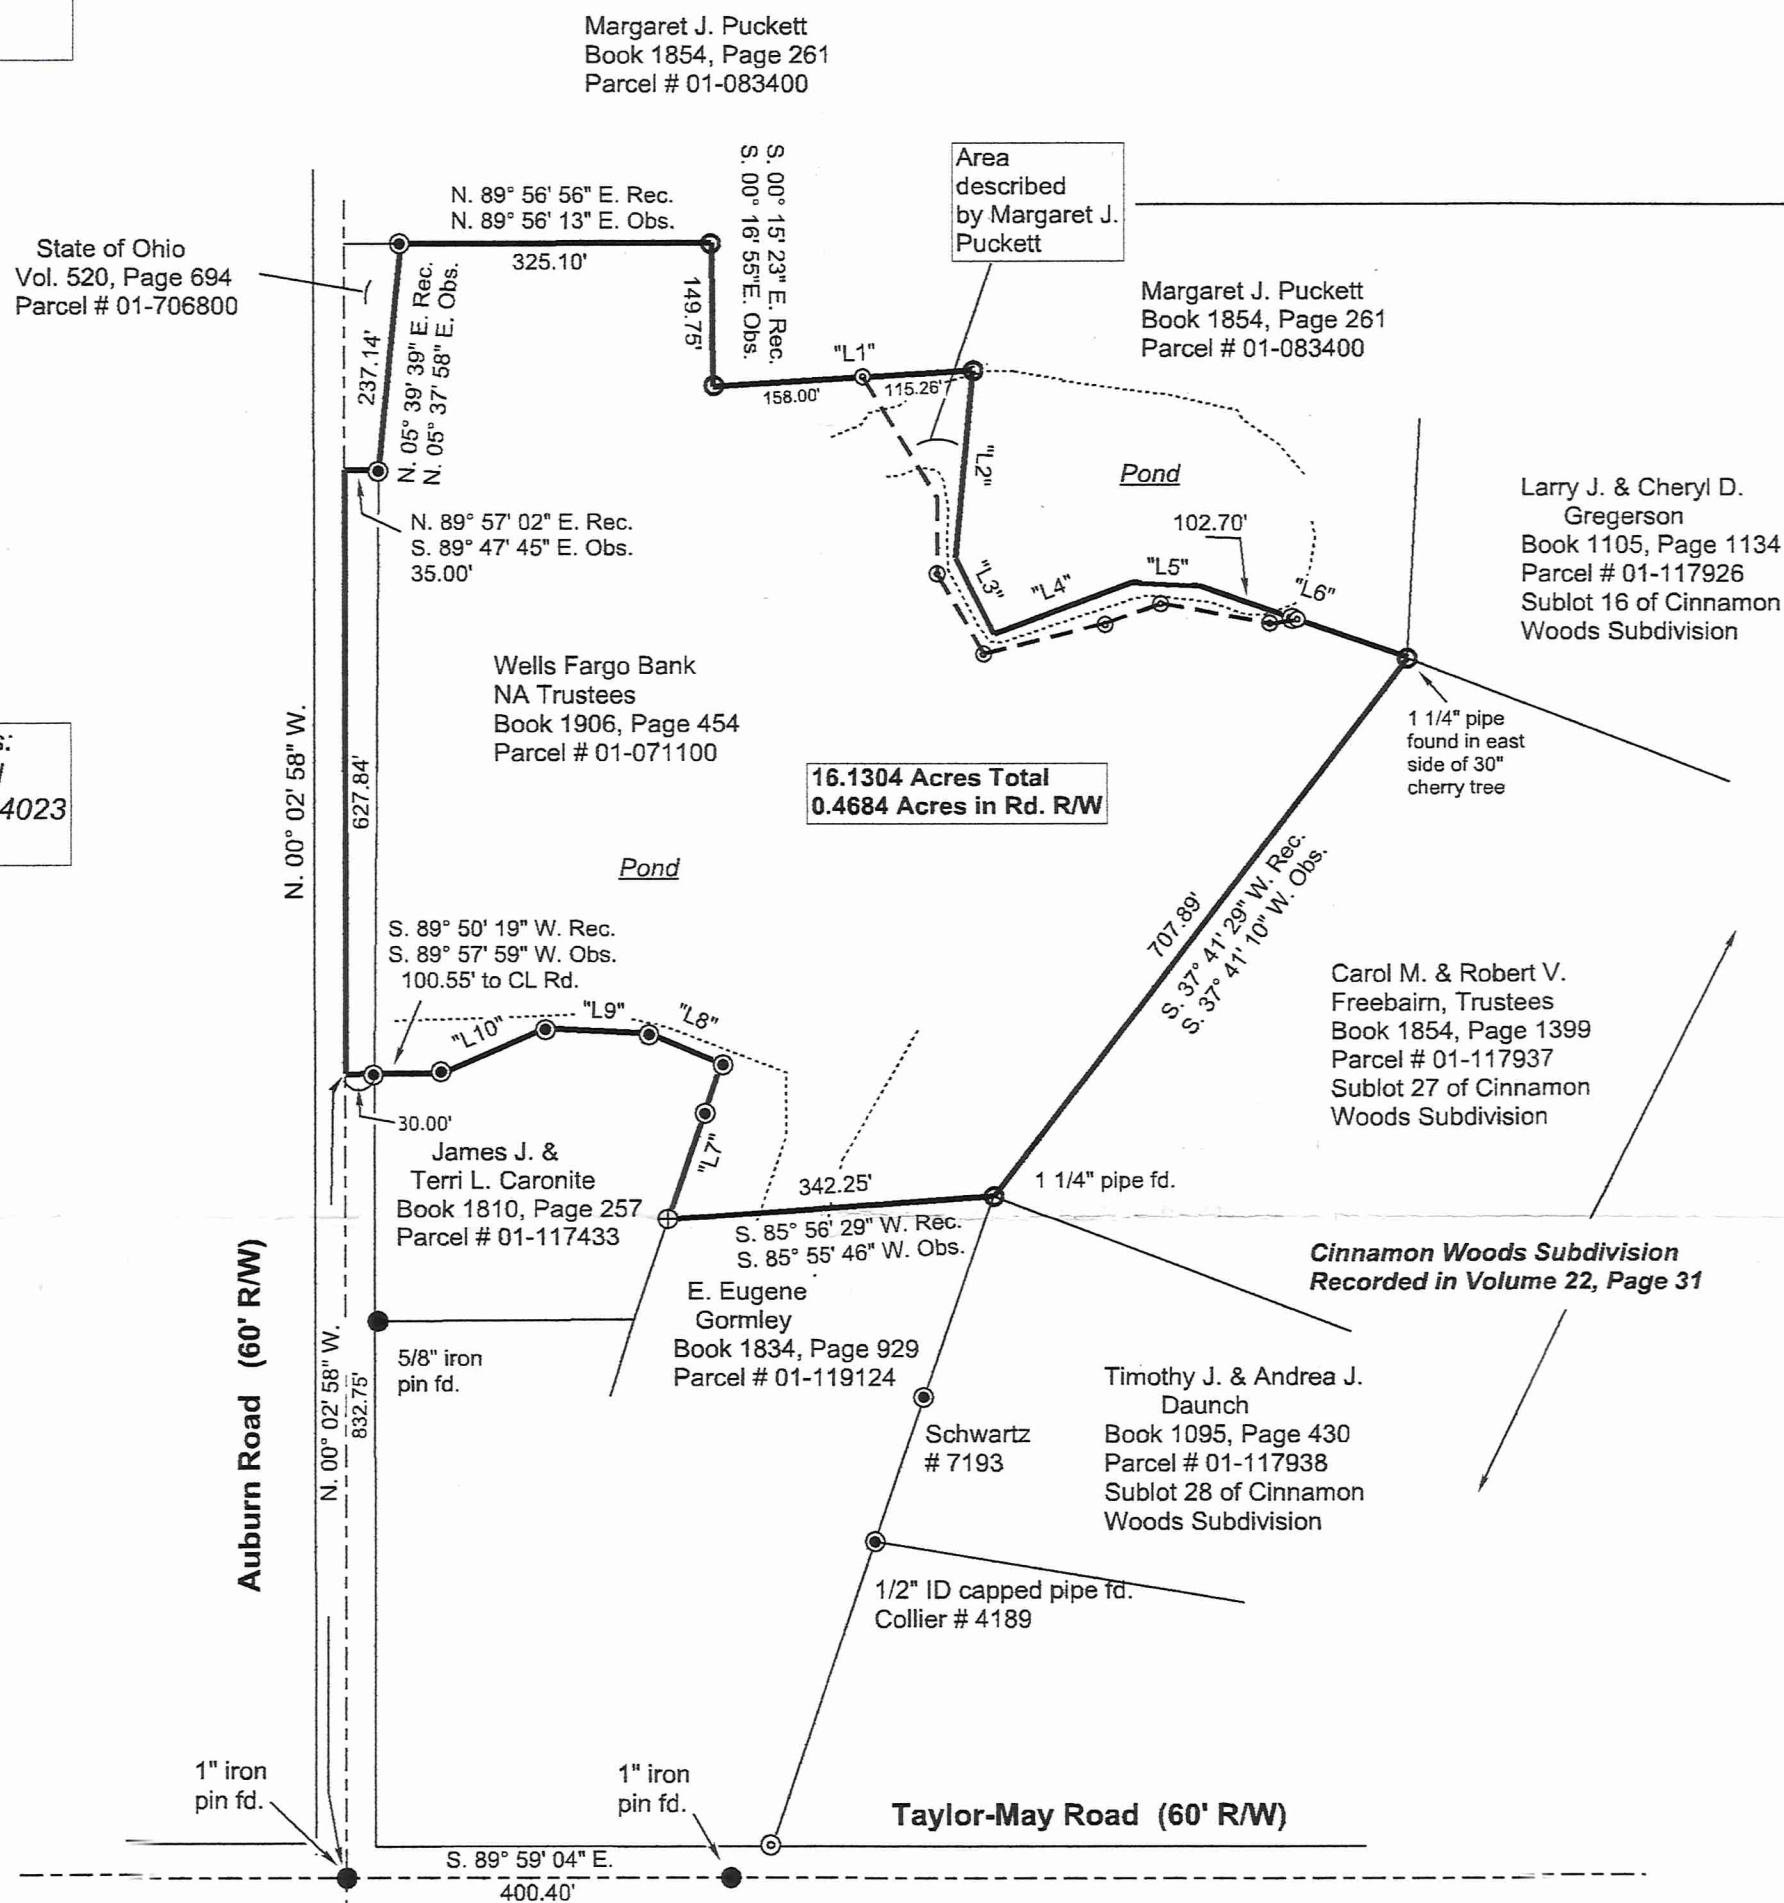 Margaret J. Puckett
Book 1854, Page 261
Parcel # 01-083400
N. 89° 56' 56" E. Rec.
N. 89° 56' 13" E. Obs.
325.10'
S. 00° 15' 23" E. Rec.
S. 00° 16' 55"E. Obs.
149.75'
Area
described
by Margaret J.
Puckett
State of Ohio
Vol. 520, Page 694
Parcel # 01-706800
237.14'
N. 05° 39' 39" E. Rec.
N. 05° 37' 58" E. Obs.
Margaret J. Puckett
Book 1854, Page 261
Parcel # 01-083400
"L1"
158.00'
115.26'
"L2"
Pond
102.70'
"L3"
"L4"
"L5"
"L6"
Larry J. & Cheryl D.
Gregerson
Book 1105, Page 1134
Parcel # 01-117926
Sublot 16 of Cinnamon
Woods Subdivision
N. 89° 57' 02" E. Rec.
S. 89° 47' 45" E. Obs.
35.00'
Wells Fargo Bank
NA Trustees
Book 1906, Page 454
Parcel # 01-071100
1 1/4" pipe
found in east
side of 30"
cherry tree
16.1304 Acres Total
0.4684 Acres in Rd. R/W
4023
N. 00° 02' 58" W.
627.84'
Pond
707.89'
S. 37° 41' 29" W. Rec.
S. 37° 41' 10" W. Obs.
S. 89° 50' 19" W. Rec.
S. 89° 57' 59" W. Obs.
100.55' to CL Rd.
"L10"
"L9"
"L8"
"L7"
30.00'
Carol M. & Robert V.
Freebairn, Trustees
Book 1854, Page 1399
Parcel # 01-117937
Sublot 27 of Cinnamon
Woods Subdivision
James J. &
Terri L. Caronite
Book 1810, Page 257
Parcel # 01-117433
342.25'
S. 85° 56' 29" W. Rec.
S. 85° 55' 46" W. Obs.
1 1/4" pipe fd.
Cinnamon Woods Subdivision
Recorded in Volume 22, Page 31
E. Eugene
Gormley
Book 1834, Page 929
Parcel # 01-119124
Auburn Road (60' R/W)
N. 00° 02' 58" W.
832.75'
5/8" iron
pin fd.
Schwartz
# 7193
Timothy J. & Andrea J.
Daunch
Book 1095, Page 430
Parcel # 01-117938
Sublot 28 of Cinnamon
Woods Subdivision
1/2" ID capped pipe fd.
Collier # 4189
1" iron
pin fd.
1" iron
pin fd.
Taylor-May Road (60' R/W)
S. 89° 59' 04" E.
400.40'